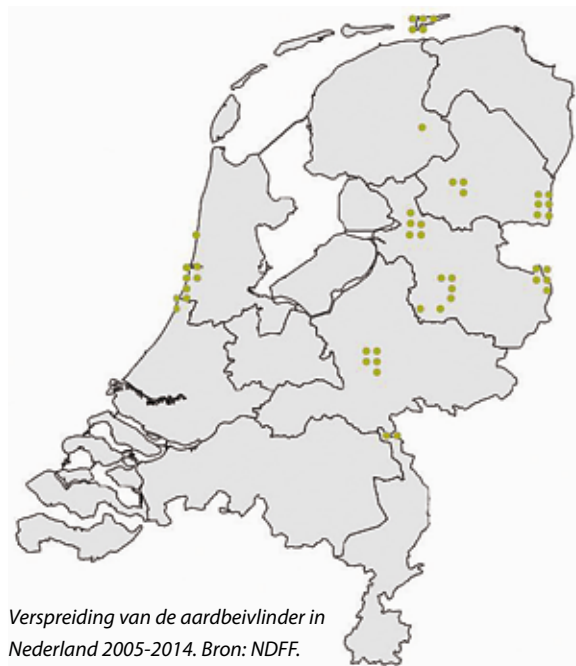 Verspreiding van de aardbeivlinder in
Nederland 2005-2014. Bron: NDFF.